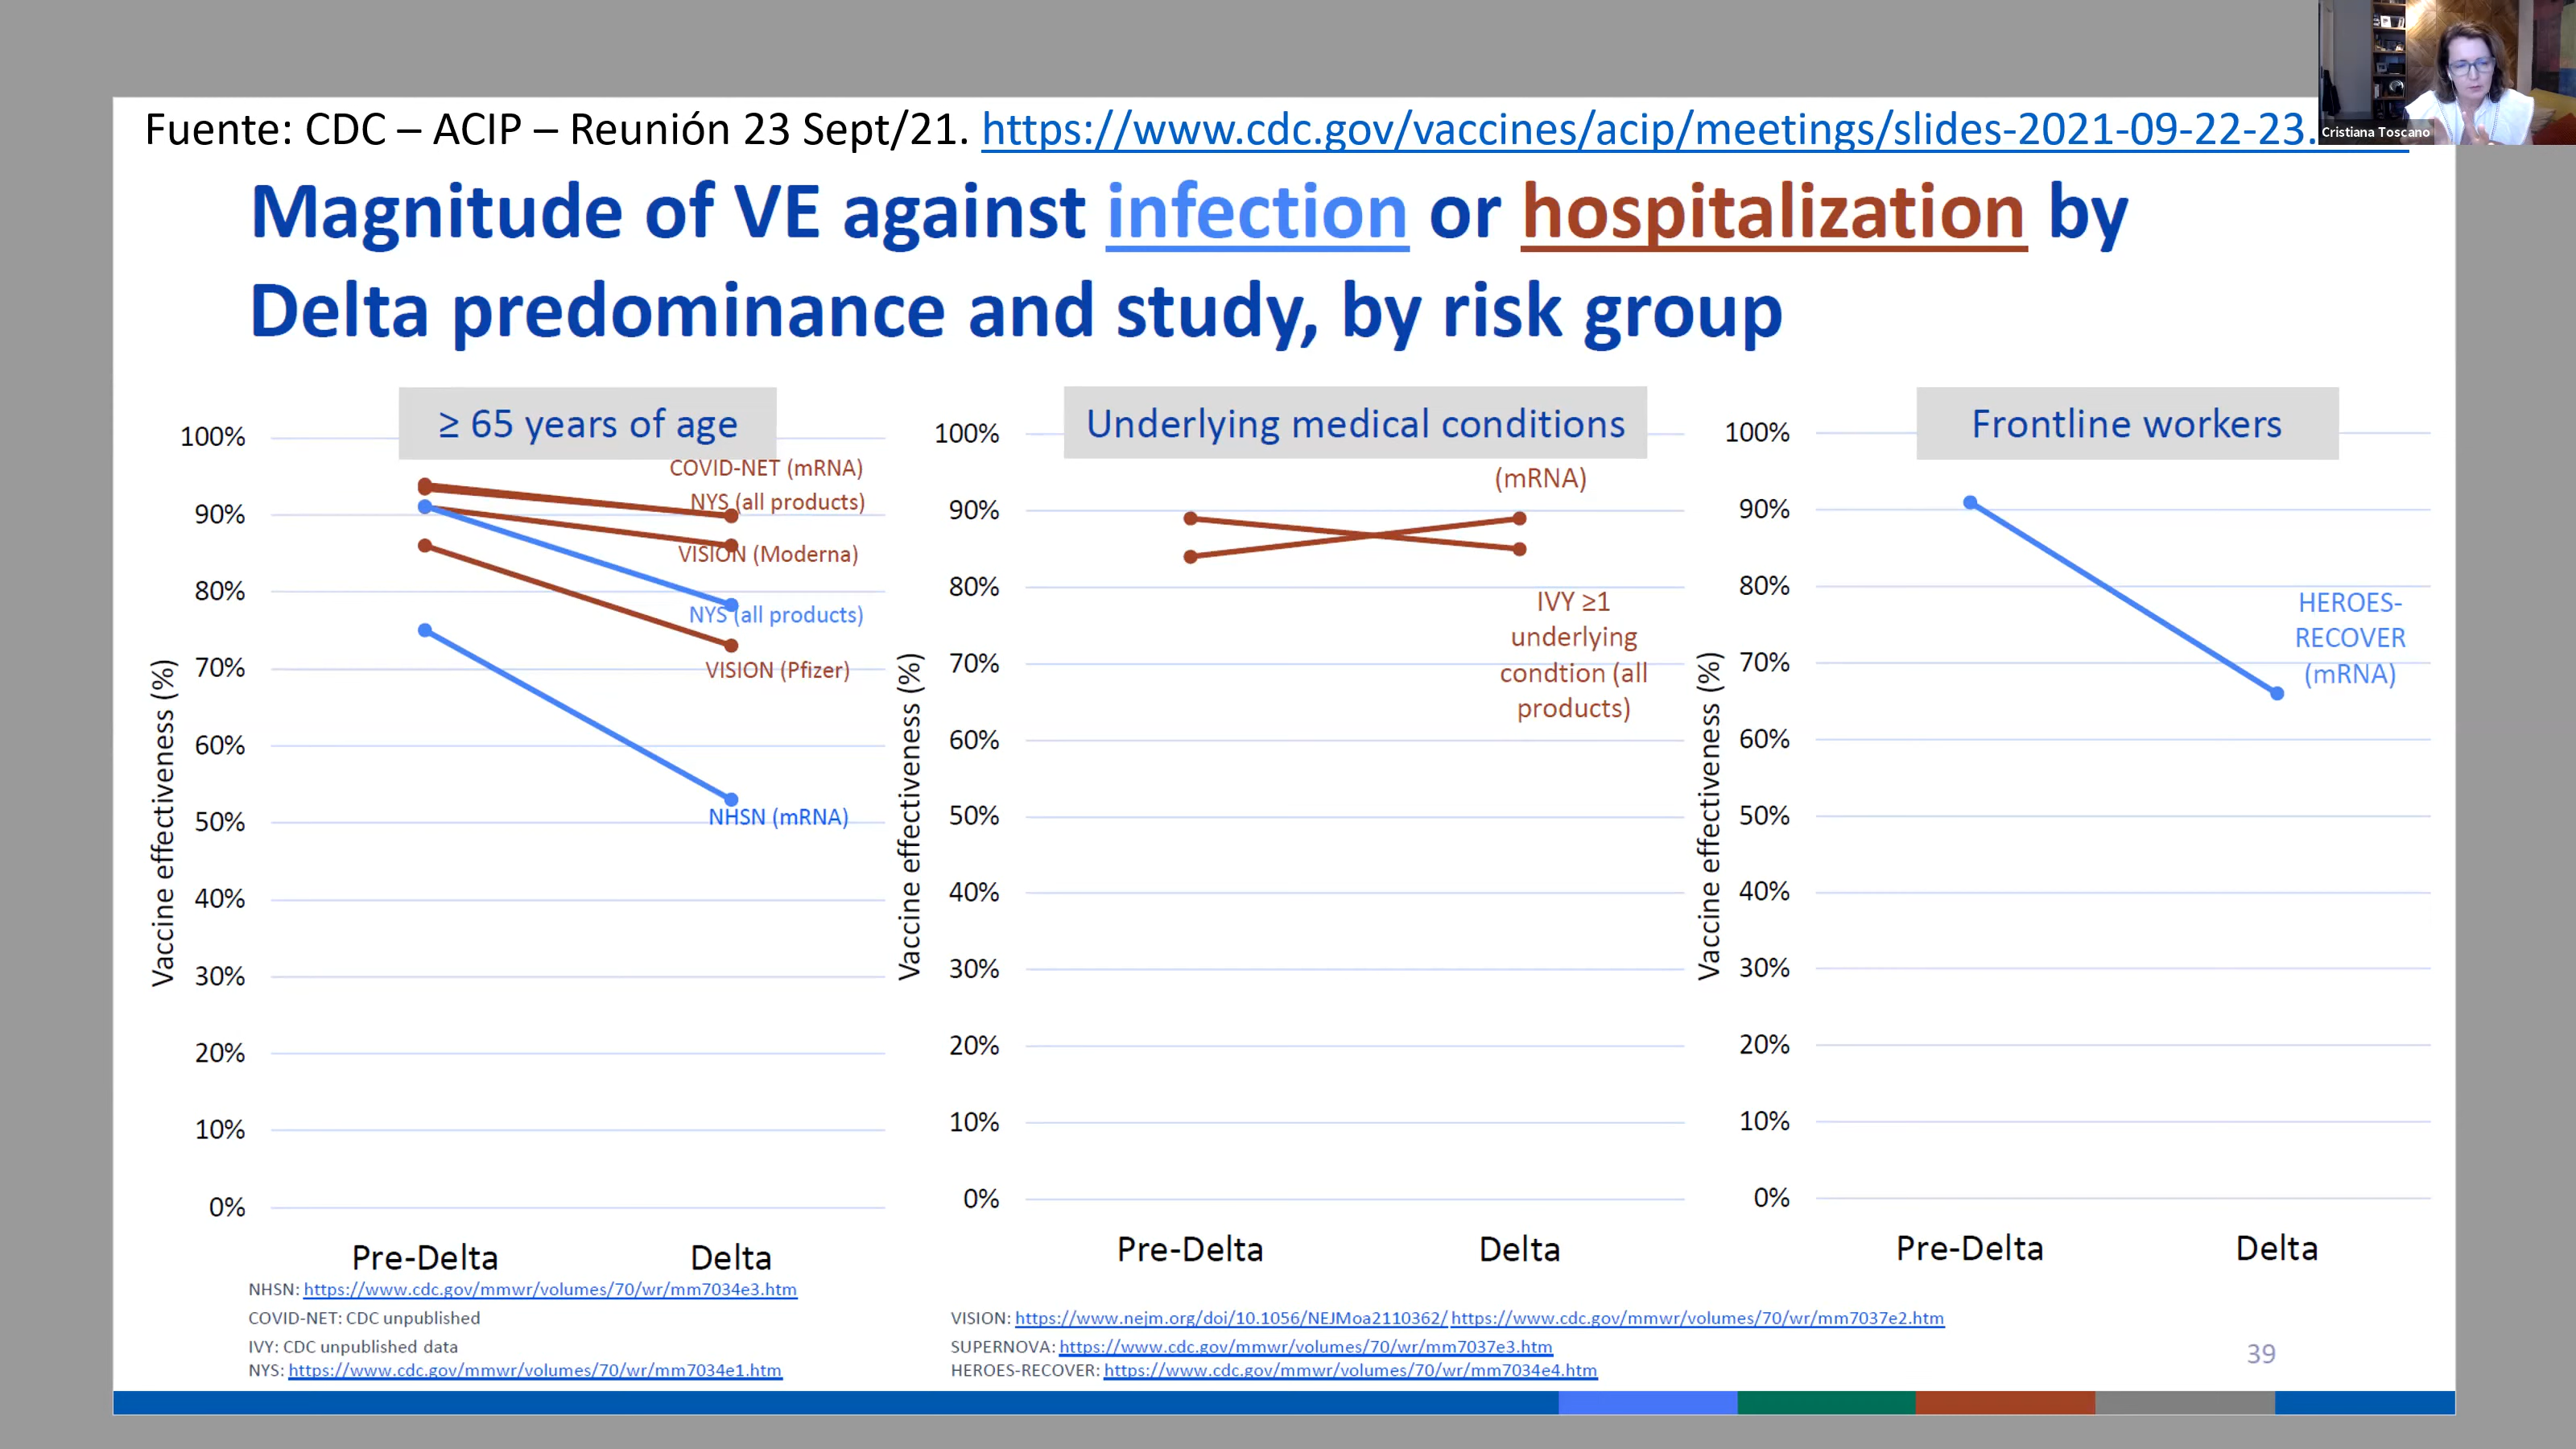 Fuente: CDC – ACIP – Reunión 23 Sept/21. https://www.cdc.gov/vaccines/acip/meetings/slides-2021-09-22-23.
Cristiana Toscano
Magnitude of VE against infection or hospitalization by
Delta predominance and study, by risk group
≥ 65 years of age
Vaccine effectiveness (%)
100%
90%
80%
70%
60%
50%
40%
30%
20%
10%
0%
COVID-NET (mRNA)
NYS (all products)
VISION (Moderna)
NYS (all products)
VISION (Pfizer)
NHSN (mRNA)
Pre-Delta
Delta
Underlying medical conditions
Vaccine effectiveness (%)
100%
90%
80%
70%
60%
50%
40%
30%
20%
10%
0%
(mRNA)
IVY ≥1
underlying
condtion (all
products)
Pre-Delta
Delta
Frontline workers
Vaccine effectiveness (%)
100%
90%
80%
70%
60%
50%
40%
30%
20%
10%
0%
HEROES-
RECOVER
(mRNA)
Pre-Delta
Delta
NHSN: https://www.cdc.gov/mmwr/volumes/70/wr/mm7034e3.htm
COVID-NET: CDC unpublished
IVY: CDC unpublished data
NYS: https://www.cdc.gov/mmwr/volumes/70/wr/mm7034e1.htm
VISION: https://www.nejm.org/doi/10.1056/NEJMoa2110362/ https://www.cdc.gov/mmwr/volumes/70/wr/mm7037e2.htm
SUPERNOVA: https://www.cdc.gov/mmwr/volumes/70/wr/mm7037e3.htm
HEROES-RECOVER: https://www.cdc.gov/mmwr/volumes/70/wr/mm7034e4.htm
39